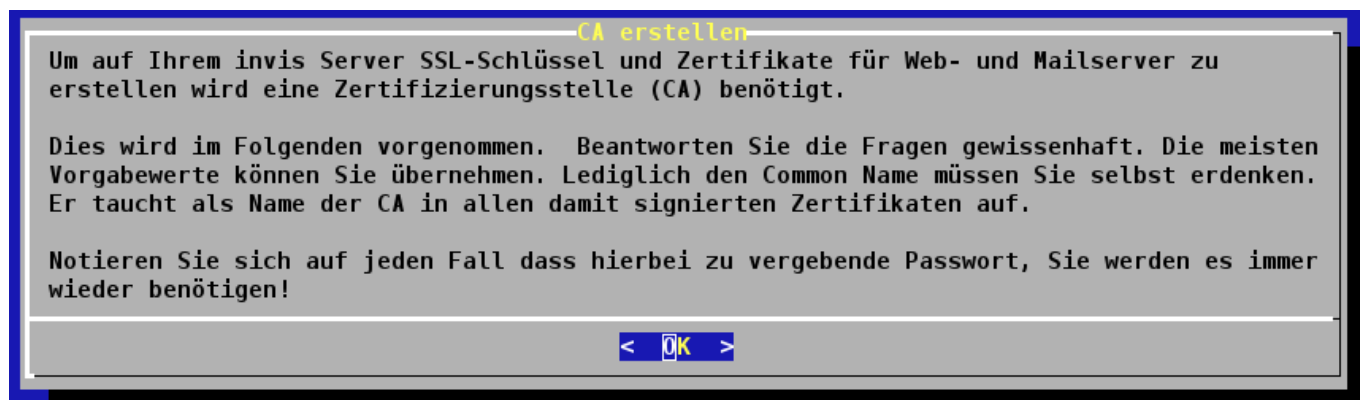 CA erstellen
Um auf Ihrem invis Server SSL-Schlüssel und Zertifikate für Web- und Mailserver zu
erstellen wird eine Zertifizierungsstelle (CA) benötigt.
Dies wird im Folgenden vorgenommen.  Beantworten Sie die Fragen gewissenhaft. Die meisten
Vorgabewerte können Sie übernehmen. Lediglich den Common Name müssen Sie selbst erdenken.
Er taucht als Name der CA in allen damit signierten Zertifikaten auf.
Notieren Sie sich auf jeden Fall dass hierbei zu vergebende Passwort, Sie werden es immer
wieder benötigen!
<  OK  >